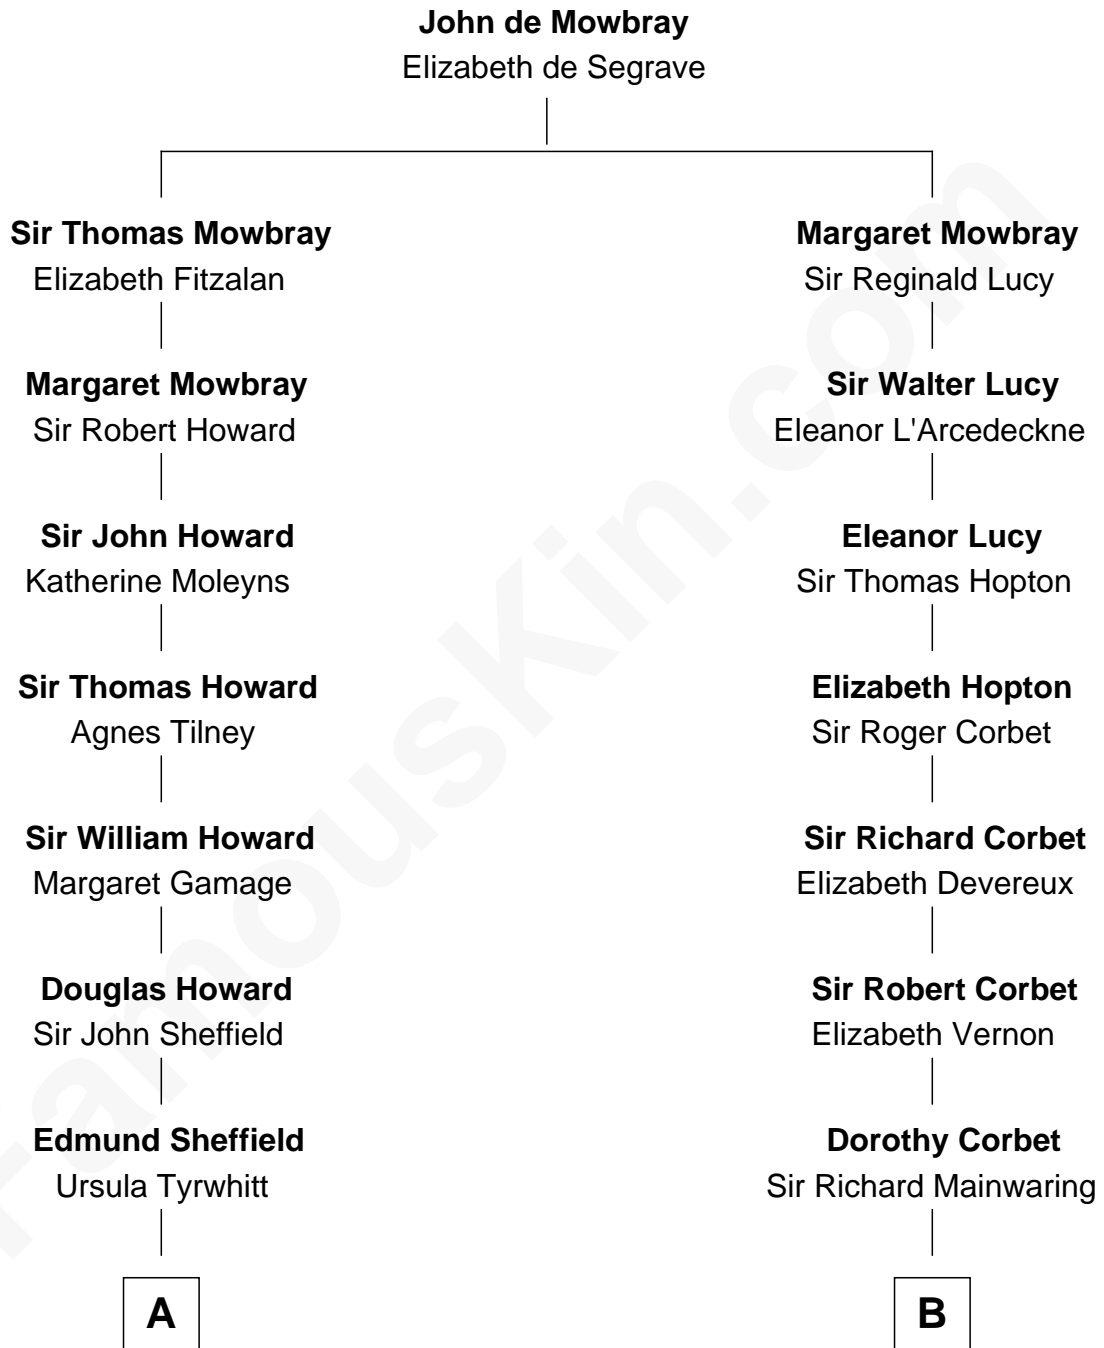 John de Mowbray
Elizabeth de Segrave
Sir Thomas Mowbray
Elizabeth Fitzalan
Margaret Mowbray
Sir Robert Howard
Sir John Howard
Katherine Moleyns
Sir Thomas Howard
Agnes Tilney
Sir William Howard
Margaret Gamage
Douglas Howard
Sir John Sheffield
Edmund Sheffield
Ursula Tyrwhitt
A
Margaret Mowbray
Sir Reginald Lucy
Sir Walter Lucy
Eleanor L'Arcedeckne
Eleanor Lucy
Sir Thomas Hopton
Elizabeth Hopton
Sir Roger Corbet
Sir Richard Corbet
Elizabeth Devereux
Sir Robert Corbet
Elizabeth Vernon
Dorothy Corbet
Sir Richard Mainwaring
B
FamousKin.com